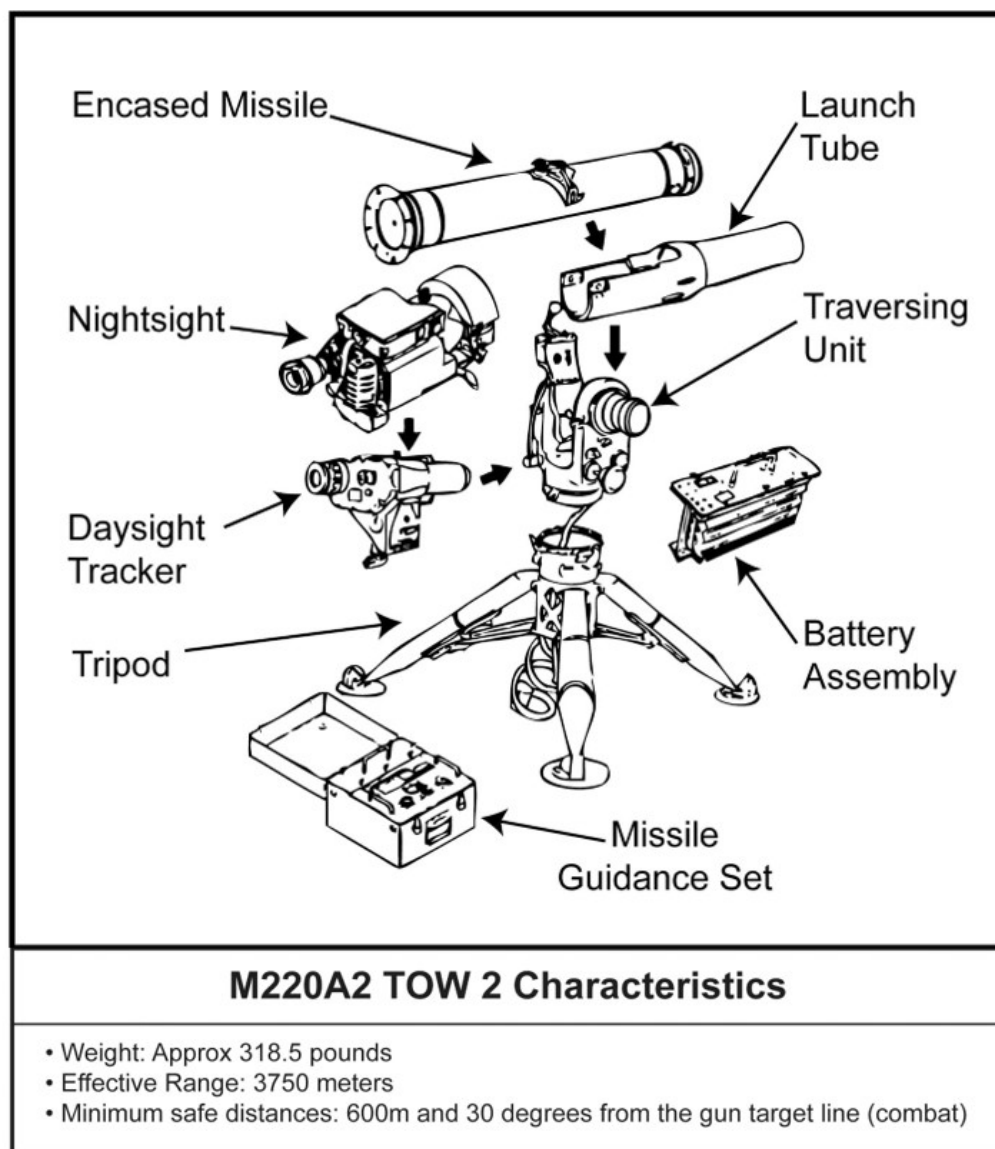 Encased Missile
Launch
Tube
Nightsight
Traversing
Unit
Daysight
Tracker
Tripod
Battery
Assembly
Missile
Guidance Set
M220A2 TOW 2 Characteristics
• Weight: Approx 318.5 pounds
• Effective Range: 3750 meters
• Minimum safe distances: 600m and 30 degrees from the gun target line (combat)